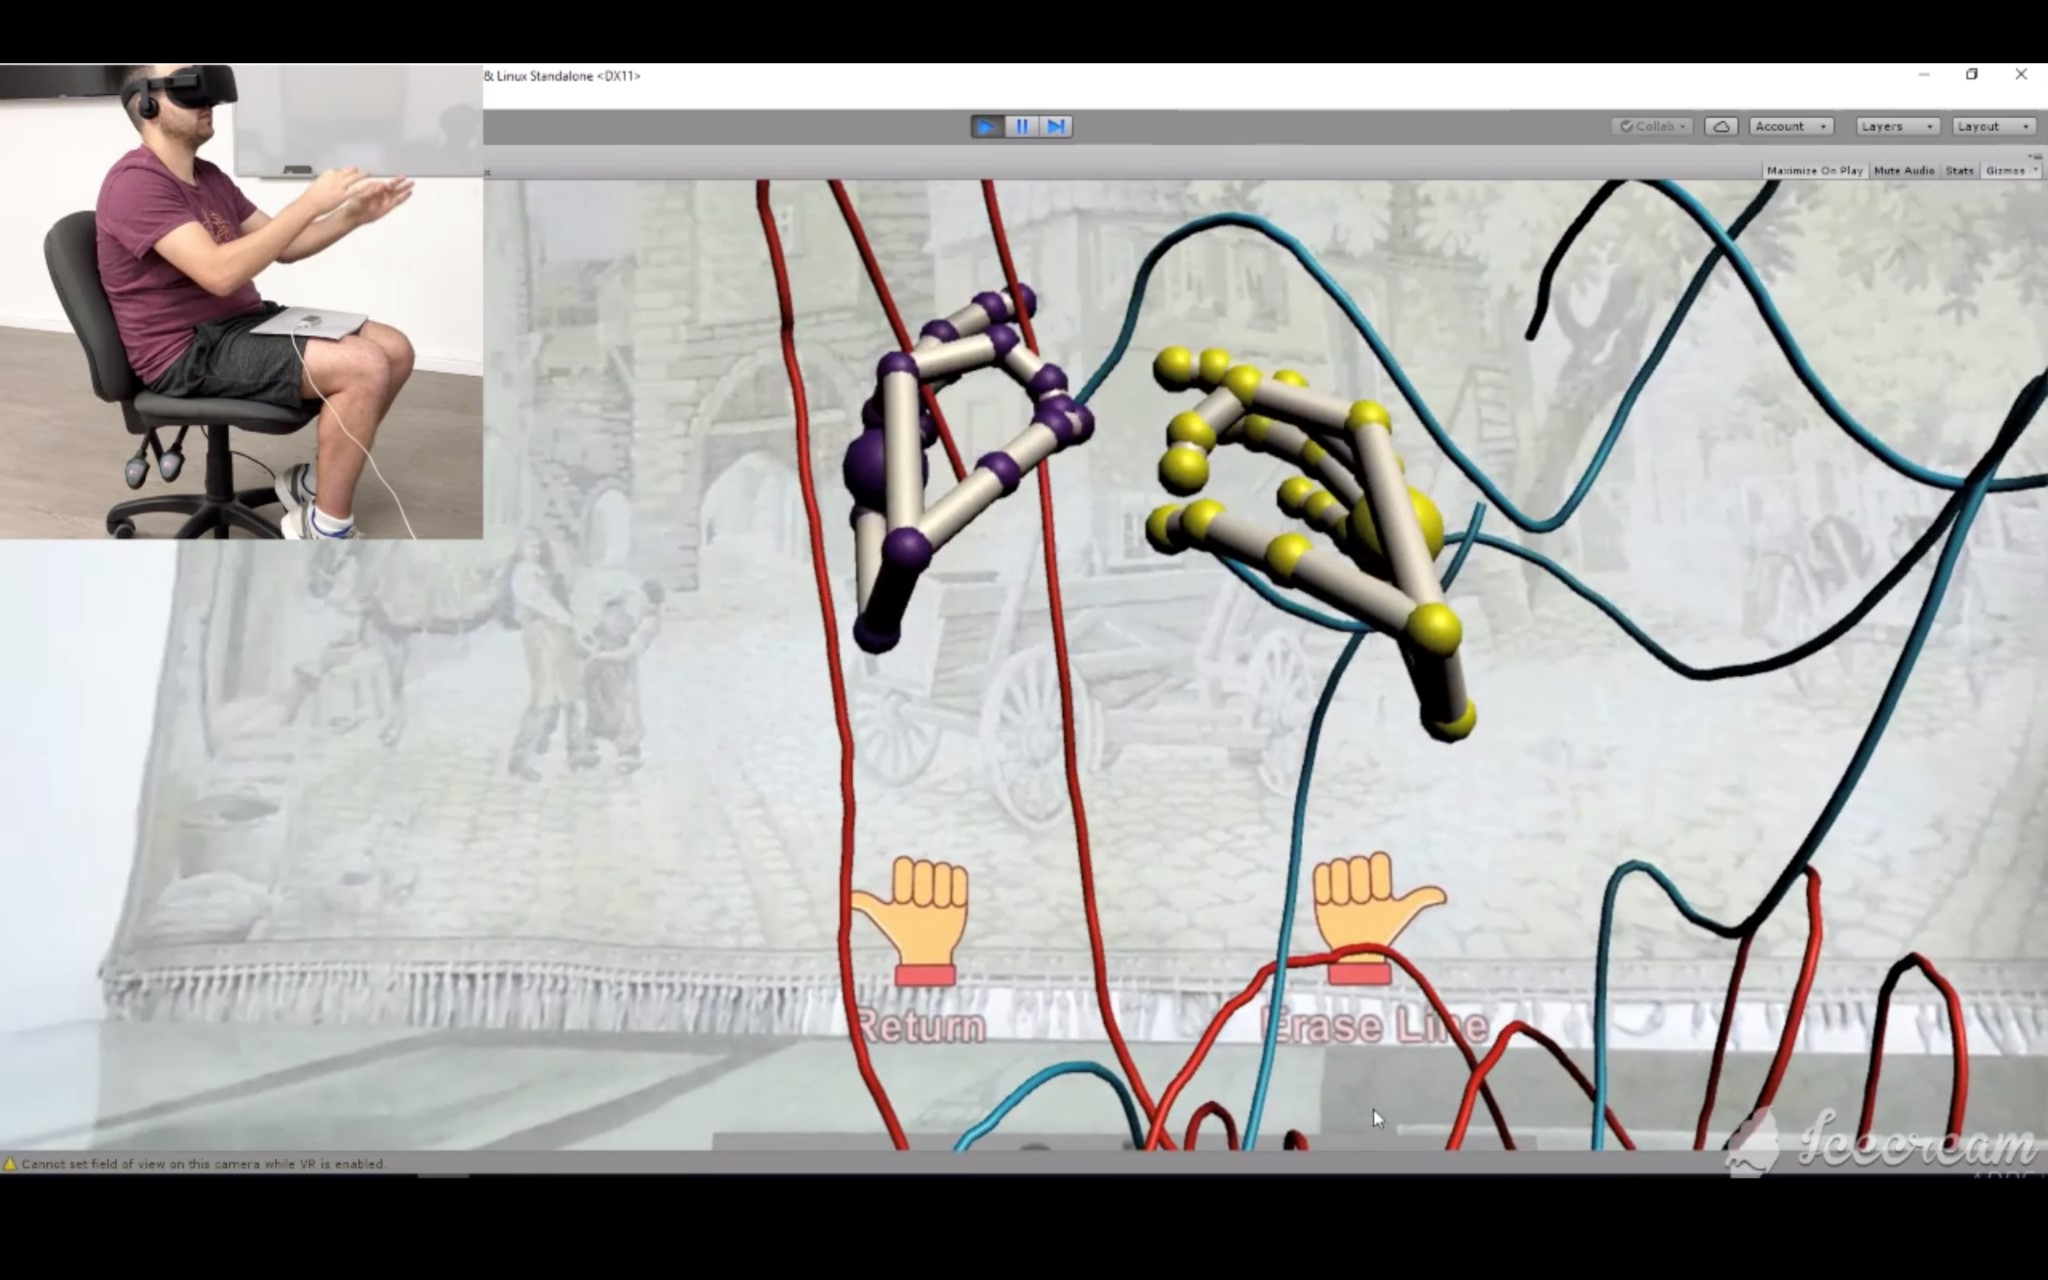 & Linux Standalone <DX11>
Collab
Account
Layers
Layout
Maximize On Play
Mute Audio
Stats
Gizmos
Return
Erase Line
Cannot set field of view on this camera while VR is enabled.
Icecream